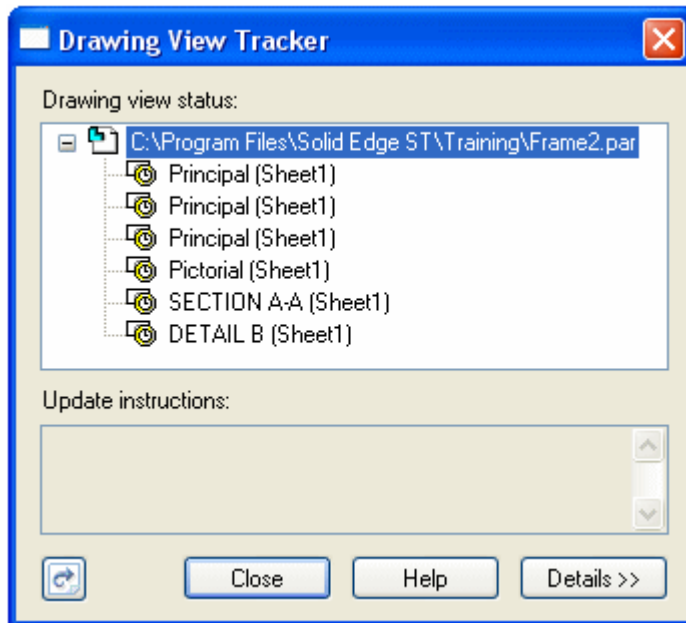 Drawing View Tracker
Drawing view status:
C:\Program Files\Solid Edge ST\Training\Frame2.par
Principal (Sheet1)
Principal (Sheet1)
Principal (Sheet1)
Pictorial (Sheet1)
SECTION A-A (Sheet1)
DETAIL B (Sheet1)
Update instructions:
Close Help Details >>